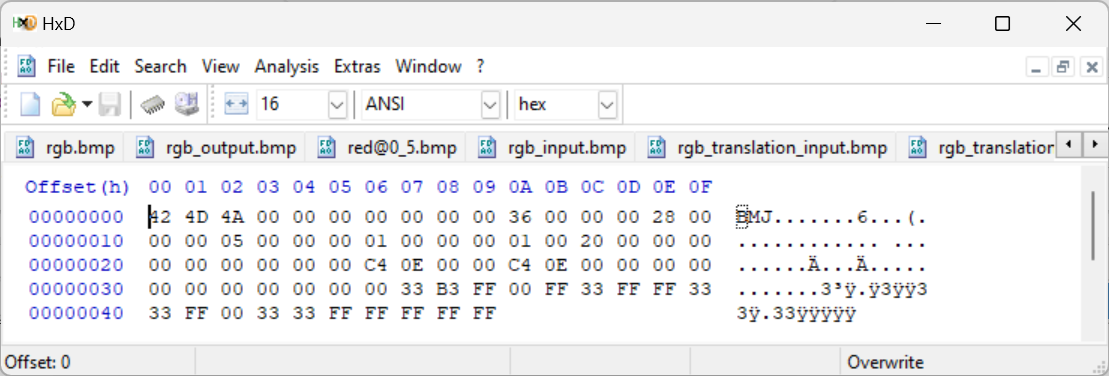 HxD
File Edit Search View Analysis Extras Window ?
16 ANSI hex
rgb.bmp rgb_output.bmp red@0_5.bmp rgb_input.bmp rgb_translation_input.bmp rgb_translation
Offset(h) 00 01 02 03 04 05 06 07 08 09 0A 0B 0C 0D 0E 0F
00000000 42 4D 4A 00 00 00 00 00 00 00 36 00 00 00 28 00 BMJ.......6...(.
00000010 00 00 05 00 00 00 01 00 00 00 01 00 20 00 00 00 ............ ...
00000020 00 00 00 00 00 00 C4 0E 00 00 C4 0E 00 00 00 00 ......Ä...Ä.....
00000030 00 00 00 00 00 00 00 33 B3 FF 00 FF 33 FF FF 33 .......3³ÿ.ÿ3ÿÿ3
00000040 33 FF 00 33 33 FF FF FF FF FF 3ÿ.33ÿÿÿÿÿ
Offset: 0 Overwrite